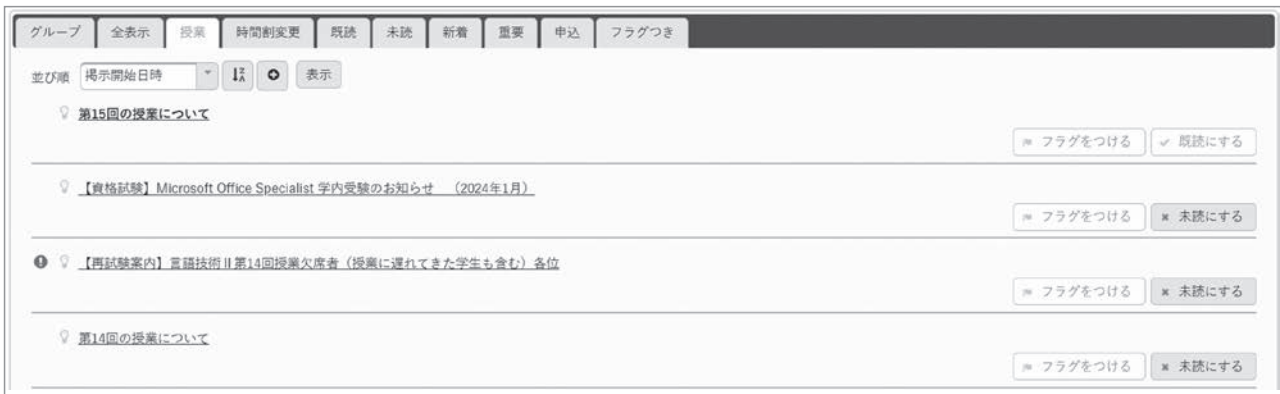 グループ 全表示 授業 時間割変更 既読 未読 新着 重要 申込 フラグつき
並び順 掲示開始日時 表示
第15回の授業について
フラグをつける 既読にする
【資格試験】Microsoft Office Specialist 学内受験のお知らせ （2024年1月）
フラグをつける 未読にする
【再試験案内】言語技術Ⅱ第14回授業欠席者（授業に遅れてきた学生も含む）各位
フラグをつける 未読にする
第14回の授業について
フラグをつける 未読にする